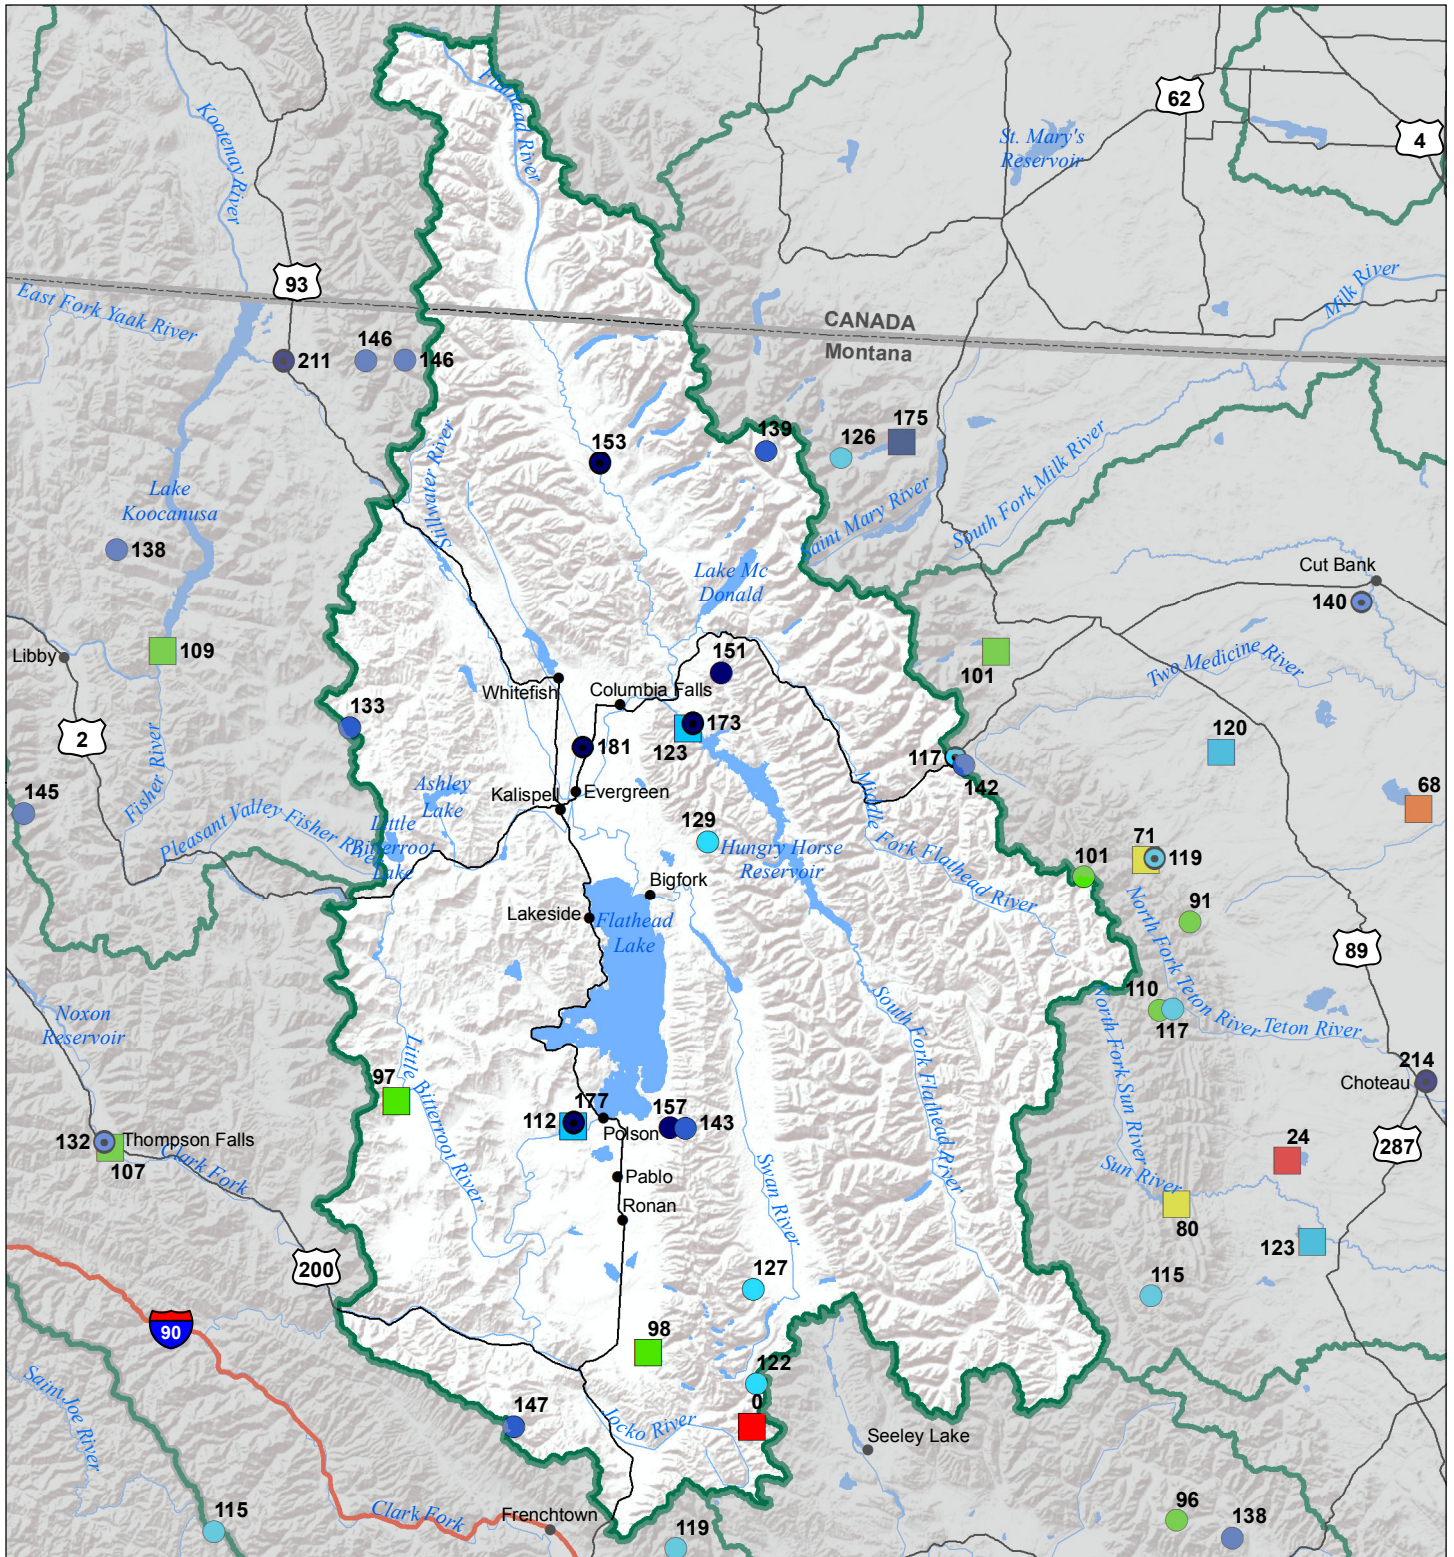 62
4
Flathead River
Kootenay River
St. Mary's
Reservoir
93
Milk River
East Fork Yaak River
CANADA
Montana
146
146
211
175
139
126
153
Stillwater River
Lake
Koocanusa
South Fork Milk River
Saint Mary River
138
Lake Mc
Donald
Cut Bank
140
Libby
109
151
101
Two Medicine River
Whitefish
Columbia Falls
133
173
123
2
181
120
117
142
Fisher River
145
Ashley
Lake
Kalispell
Evergreen
68
Pleasant Valley Fisher River
Little
Bitterroot
Lake
129
Hungry Horse
Reservoir
Middle Fork Flathead River
71
119
101
Bigfork
91
Lakeside
Flathead
Lake
North Fork Teton River
89
110
117
Teton River
Noxon
Reservoir
South Fork Flathead River
North Fork Sun River
Little Bitterroot River
97
214
Choteau
177
112
157
143
Polson
132
Thompson Falls
107
Clark Fork
287
24
Pablo
Swan River
Sun River
Ronan
80
123
200
127
115
90
98
122
0
Saint Joe River
147
Jocko River
Seeley Lake
Clark Fork
Frenchtown
96
138
115
119